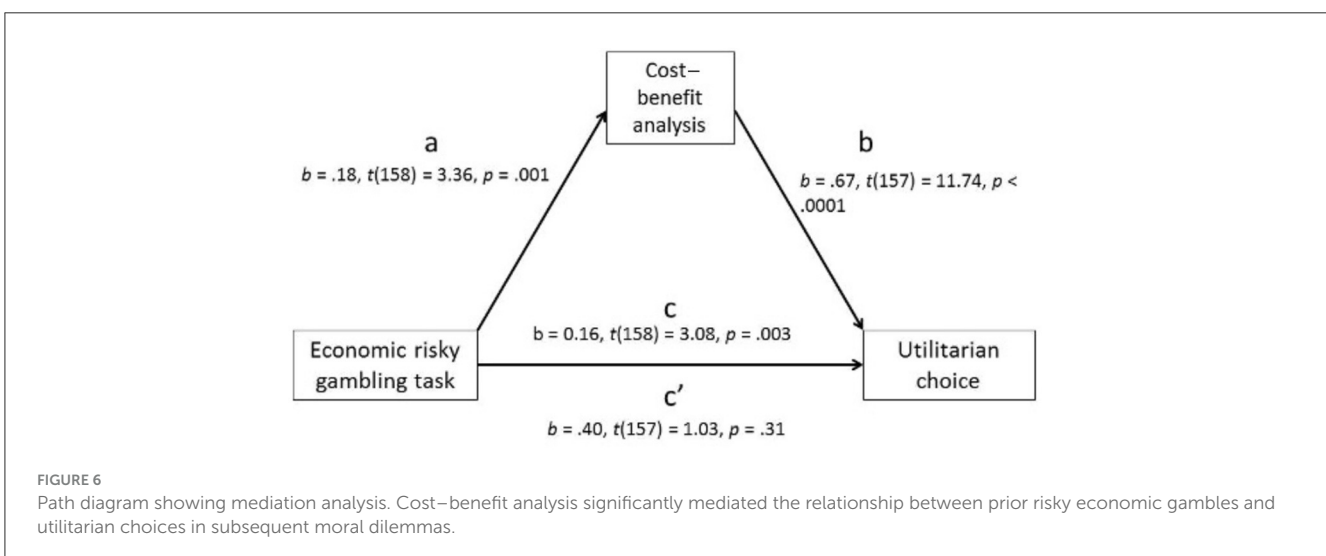 Cost–
benefit
analysis
a
b = .18, t(158) = 3.36, p = .001
b
b = .67, t(157) = 11.74, p <
.0001
c
b = 0.16, t(158) = 3.08, p = .003
Economic risky
gambling task
Utilitarian
choice
c’
b = .40, t(157) = 1.03, p = .31
FIGURE 6
Path diagram showing mediation analysis. Cost–benefit analysis significantly mediated the relationship between prior risky economic gambles and
utilitarian choices in subsequent moral dilemmas.